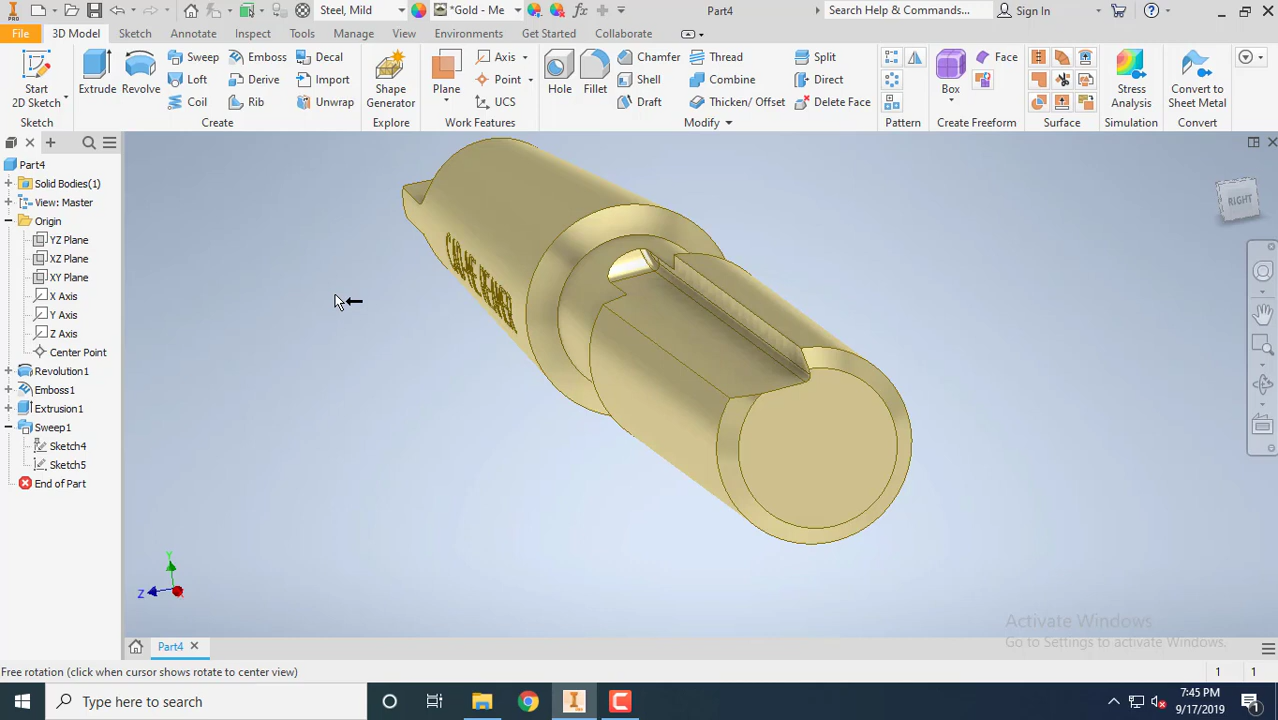 Steel, Mild
*Gold - Me
Part4
Search Help & Commands...
Sign In
File
3D Model
Sketch
Annotate
Inspect
Tools
Manage
View
Environments
Get Started
Collaborate
Start
2D Sketch
Extrude
Revolve
Sweep
Loft
Coil
Emboss
Derive
Rib
Decal
Import
Unwrap
Shape
Generator
Plane
Axis
Point
UCS
Hole
Fillet
Chamfer
Shell
Draft
Thread
Combine
Thicken/ Offset
Split
Direct
Delete Face
Box
Face
Stress
Analysis
Convert to
Sheet Metal
Sketch
Create
Explore
Work Features
Modify
Pattern
Create Freeform
Surface
Simulation
Convert
Part4
Solid Bodies(1)
View: Master
Origin
YZ Plane
XZ Plane
XY Plane
X Axis
Y Axis
Z Axis
Center Point
Revolution1
Emboss1
Extrusion1
Sweep1
Sketch4
Sketch5
End of Part
RIGHT
Y
Z
Activate Windows
Go to Settings to activate Windows.
Part4
Free rotation (click when cursor shows rotate to center view)
1
1
Type here to search
7:45 PM
9/17/2019
1